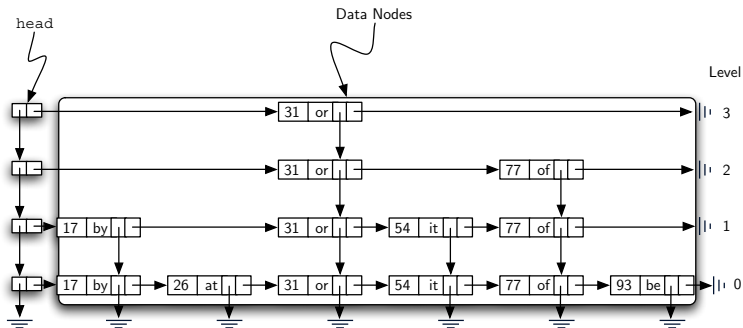 Data Nodes
head
Level
31 or 3
31 or 77 of 2
17 by 31 or 54 it 77 of 1
17 by 26 at 31 or 54 it 77 of 93 be 0